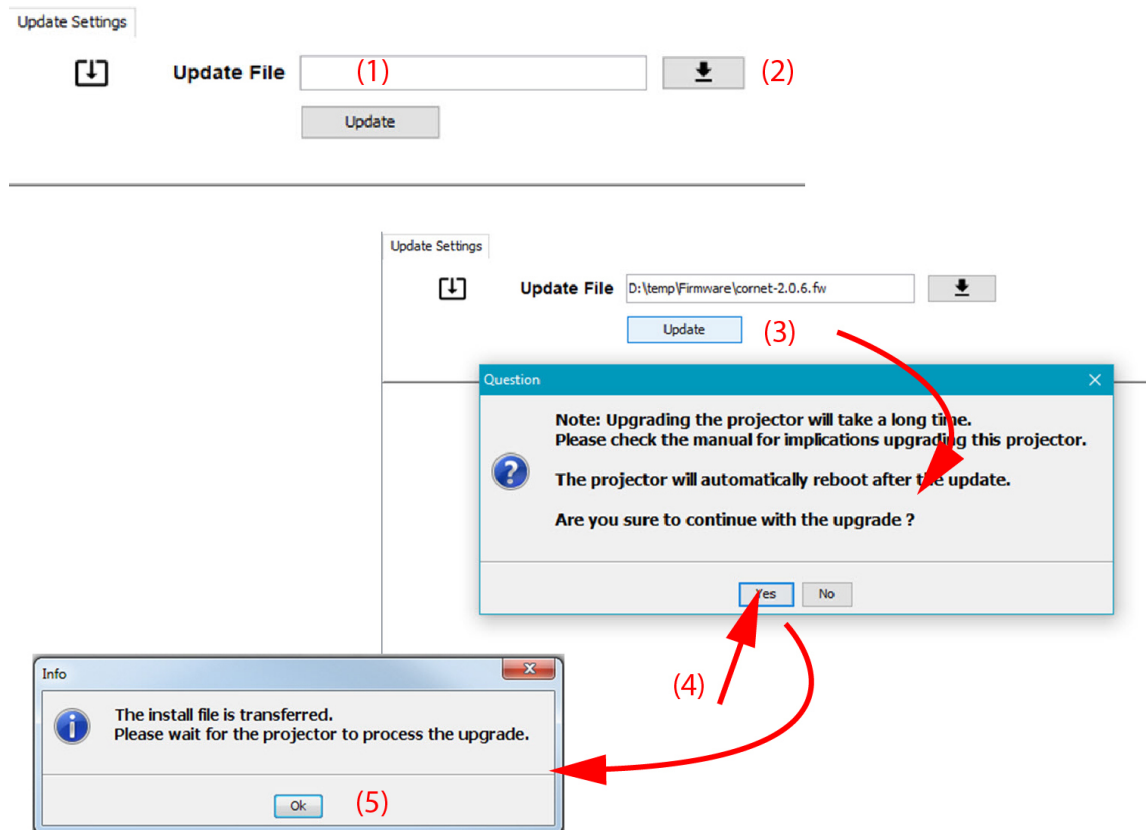 Update Settings
Update File (1) (2)
Update
Update Settings
Update File D:\temp\Firmware\cornet-2.0.6.fw
Update (3)
Question
Note: Upgrading the projector will take a long time.
Please check the manual for implications upgrading this projector.
The projector will automatically reboot after the update.
Are you sure to continue with the upgrade ?
Yes No
(4)
Info
The install file is transferred.
Please wait for the projector to process the upgrade.
Ok (5)